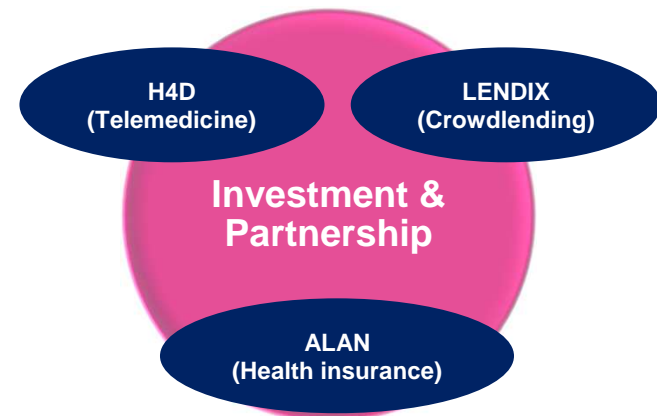 H4D
(Telemedicine)
LENDIX
(Crowdlending)
Investment &
Partnership
ALAN
(Health insurance)